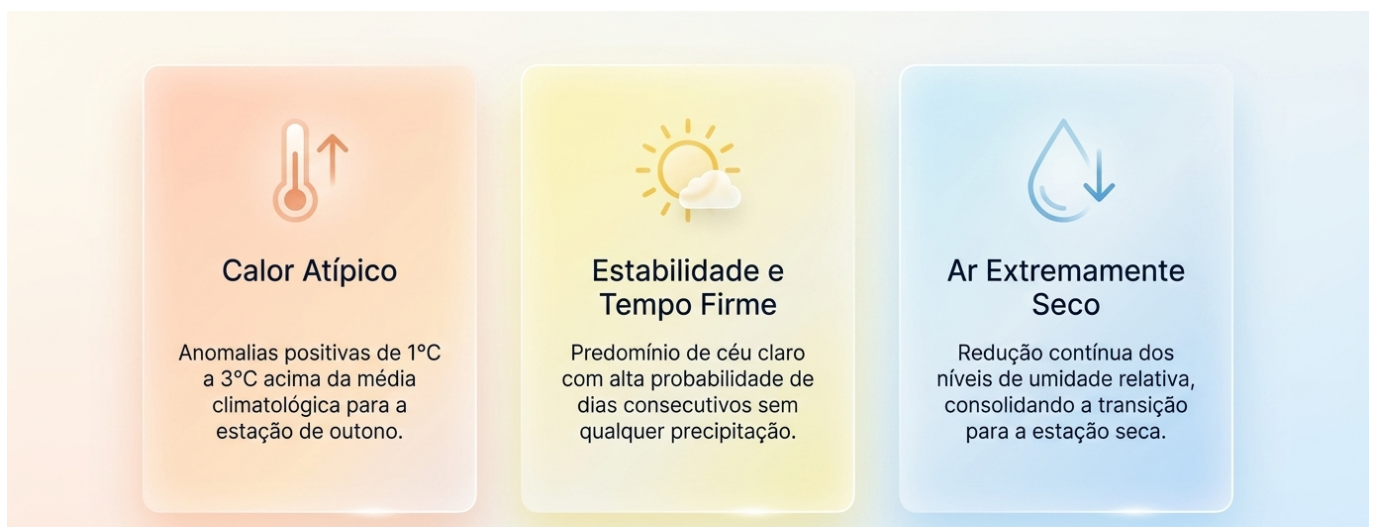 Calor Atípico
Anomalias positivas de 1°C
a 3°C acima da média
climatológica para a
estação de outono.
Estabilidade e
Tempo Firme
Predomínio de céu claro
com alta probabilidade de
dias consecutivos sem
qualquer precipitação.
Ar Extremamente
Seco
Redução contínua dos
níveis de umidade relativa,
consolidando a transição
para a estação seca.